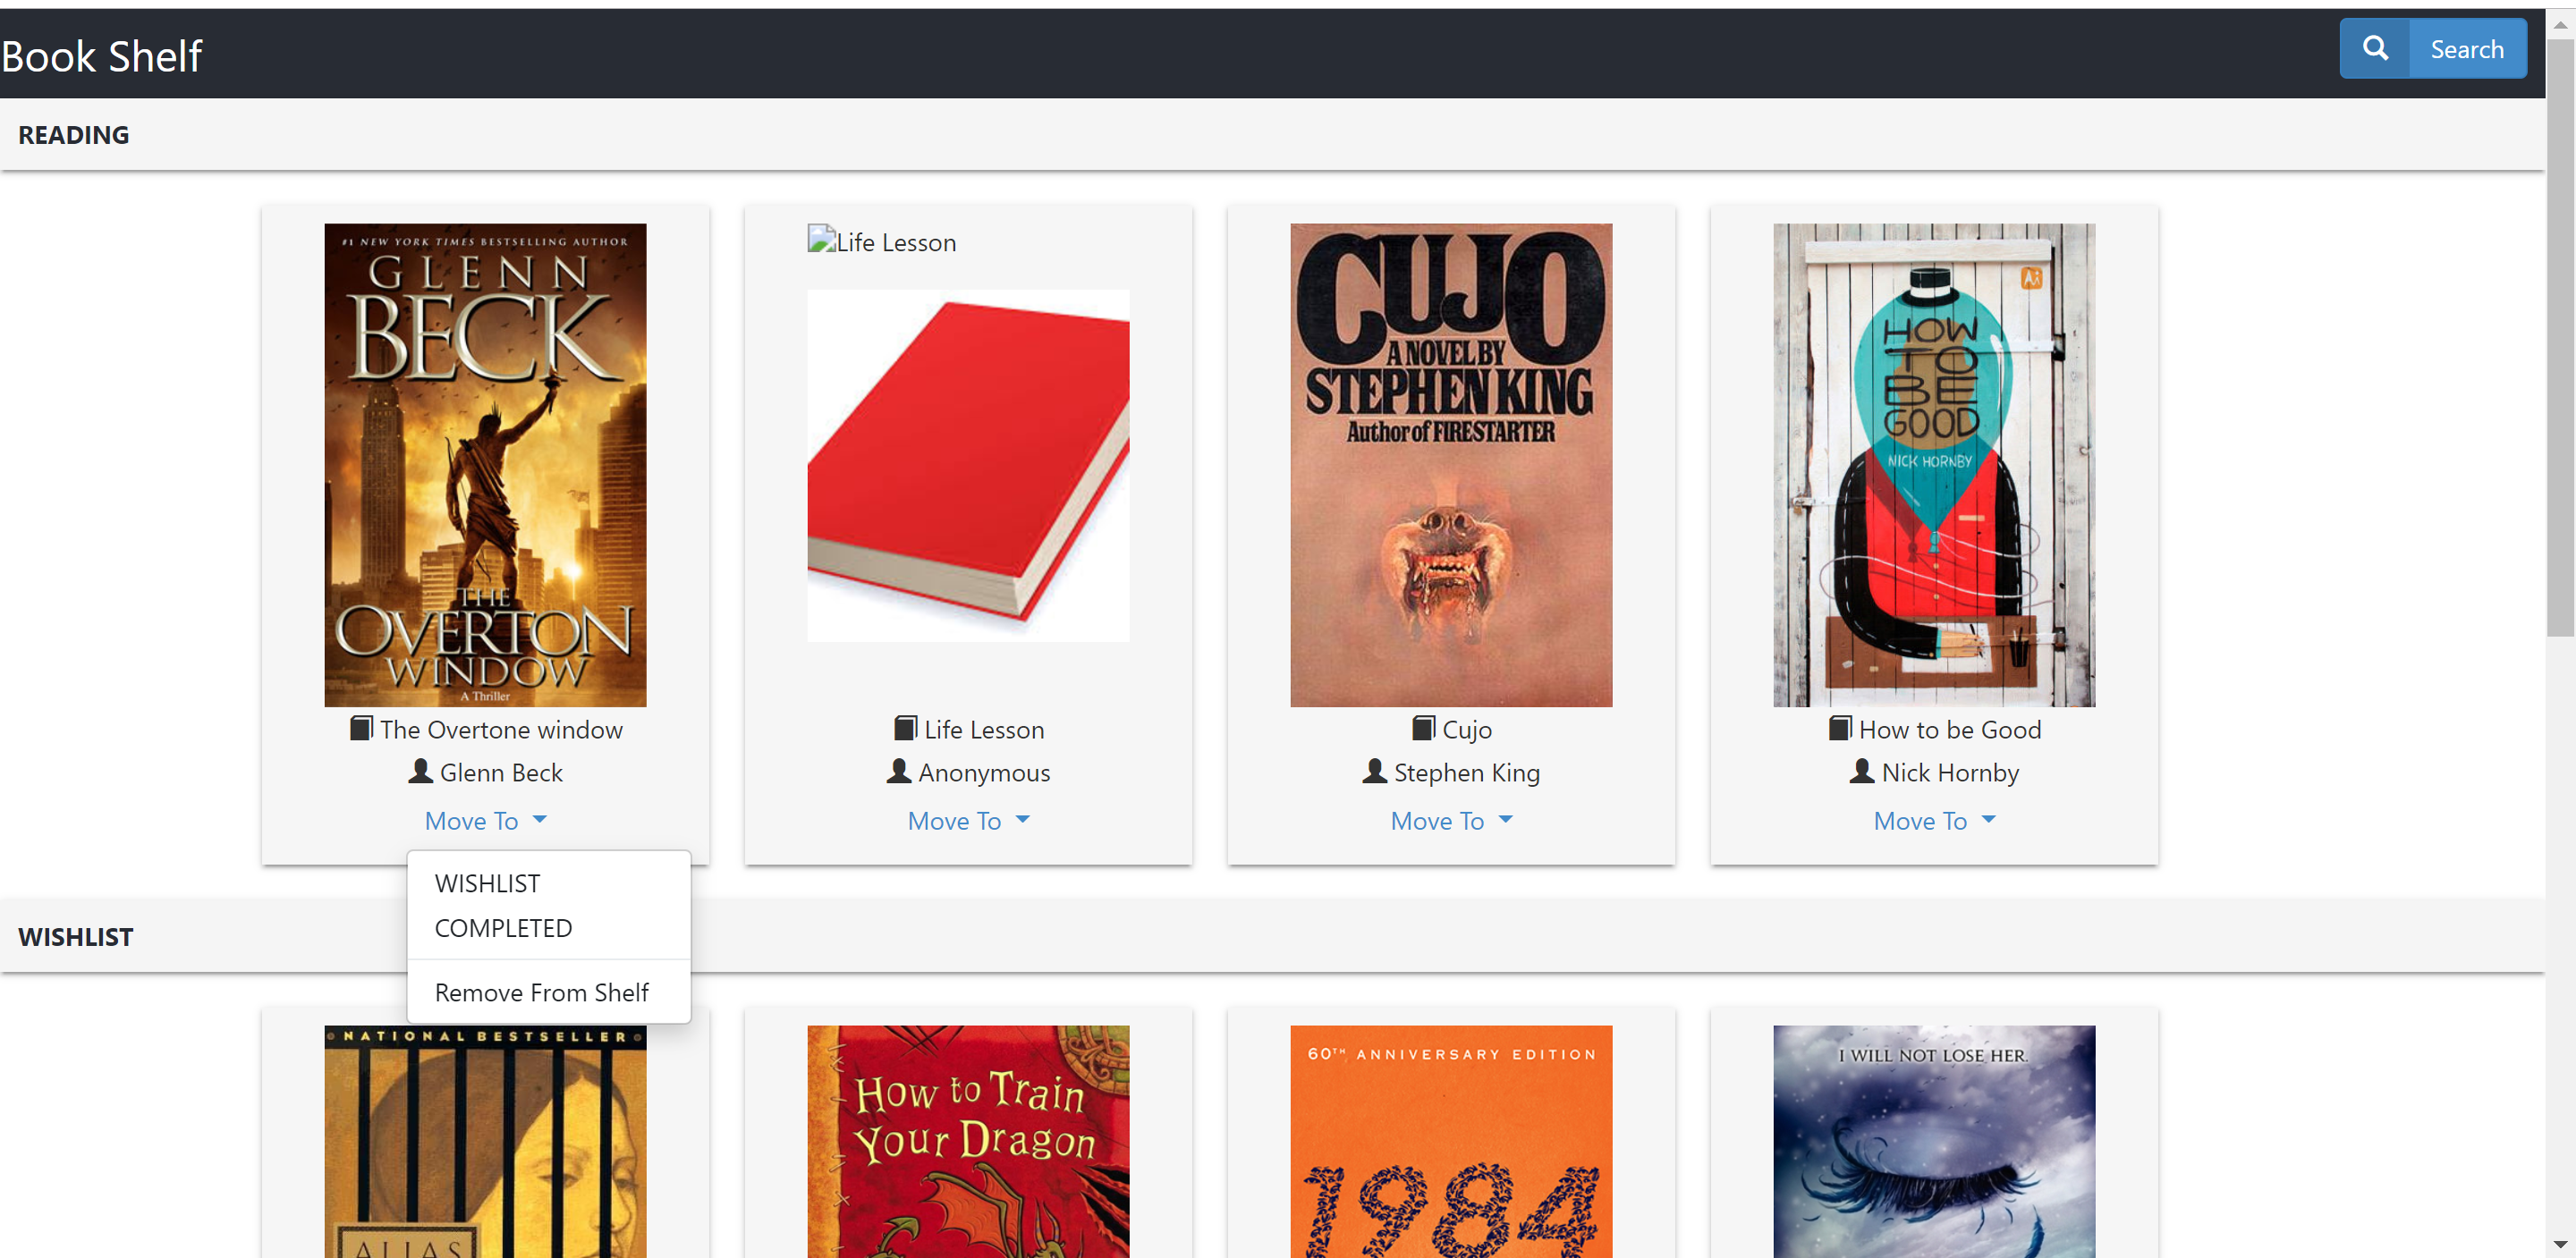 Book Shelf
Search
READING
#1 NEW YORK TIMES BESTSELLING AUTHOR
GLENN
BECK
THE
OVERTON
WINDOW
A Thriller
The Overtone window
Glenn Beck
Move To
WISHLIST
COMPLETED
Remove From Shelf
Life Lesson
Life Lesson
Anonymous
Move To
CUJO
A NOVEL BY
STEPHEN KING
Author of FIRESTARTER
Cujo
Stephen King
Move To
Ai
HOW
TO
BE
GOOD
NICK HORNBY
How to be Good
Nick Hornby
Move To
WISHLIST
NATIONAL BESTSELLER
ALIAS
How to Train
Your Dragon
60TH ANNIVERSARY EDITION
1984
I WILL NOT LOSE HER.